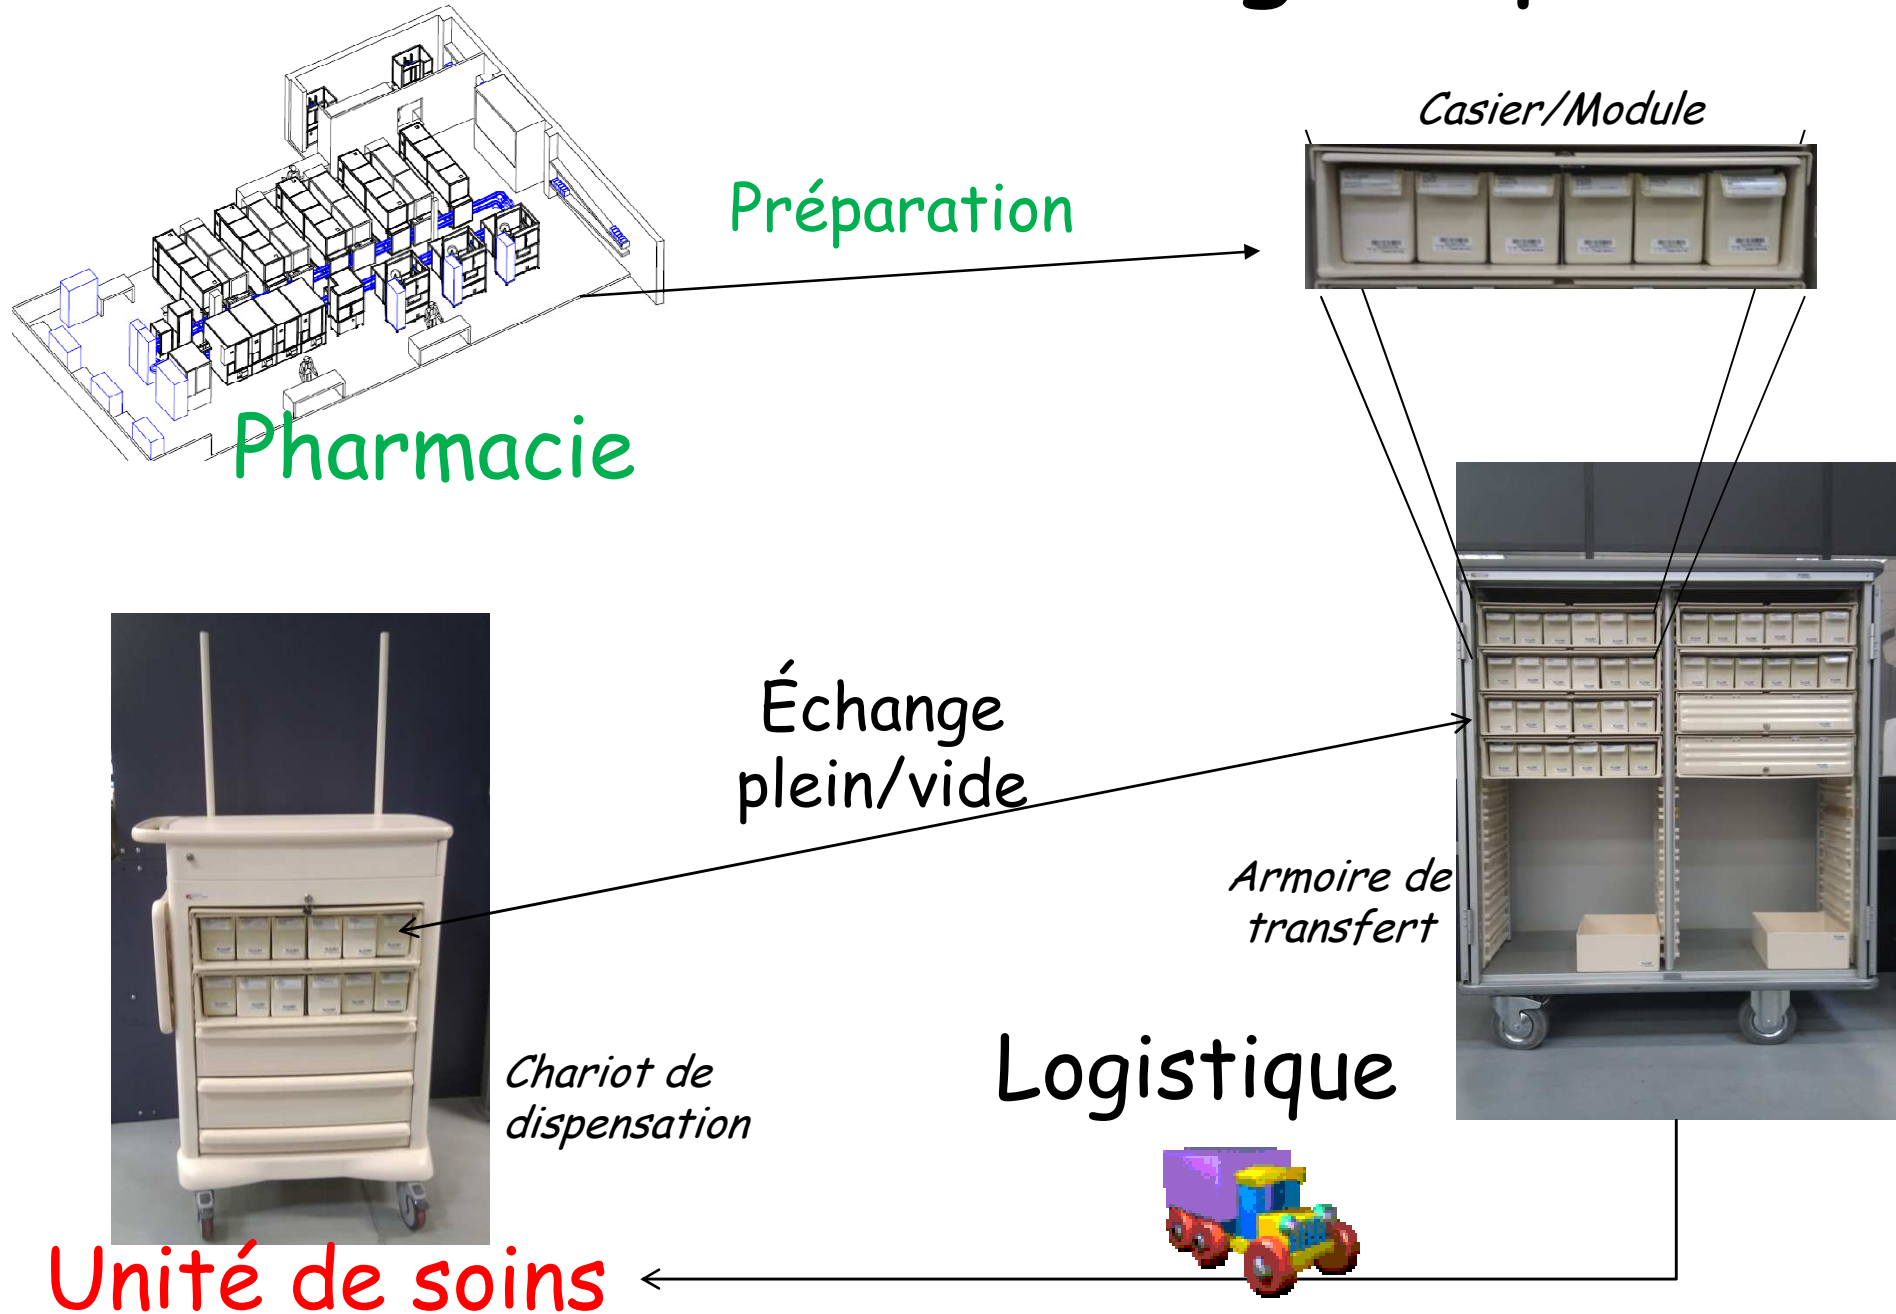 Casier/Module
Préparation
Pharmacie
Échange
plein/vide
Armoire de
transfert
Chariot de
dispensation
Logistique
Unité de soins